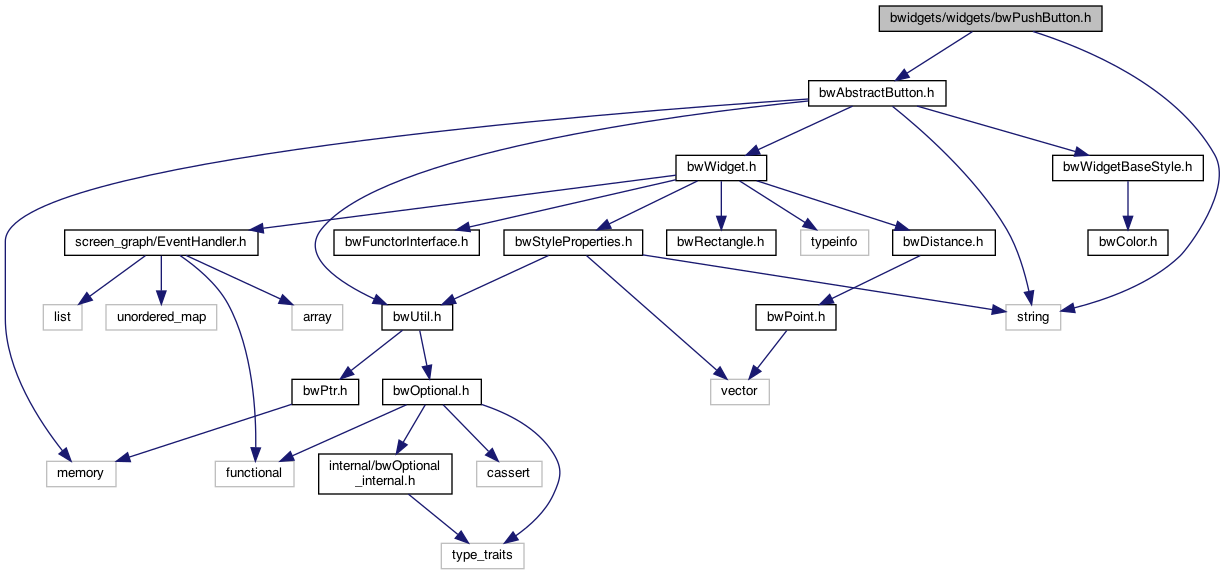 bwidgets/widgets/bwPushButton.h
bwAbstractButton.h
bwWidget.h
bwWidgetBaseStyle.h
screen_graph/EventHandler.h
bwFunctorInterface.h
bwStyleProperties.h
bwRectangle.h
typeinfo
bwDistance.h
bwColor.h
list
unordered_map
array
bwUtil.h
bwPoint.h
string
bwPtr.h
bwOptional.h
vector
memory
functional
internal/bwOptional
_internal.h
cassert
type_traits